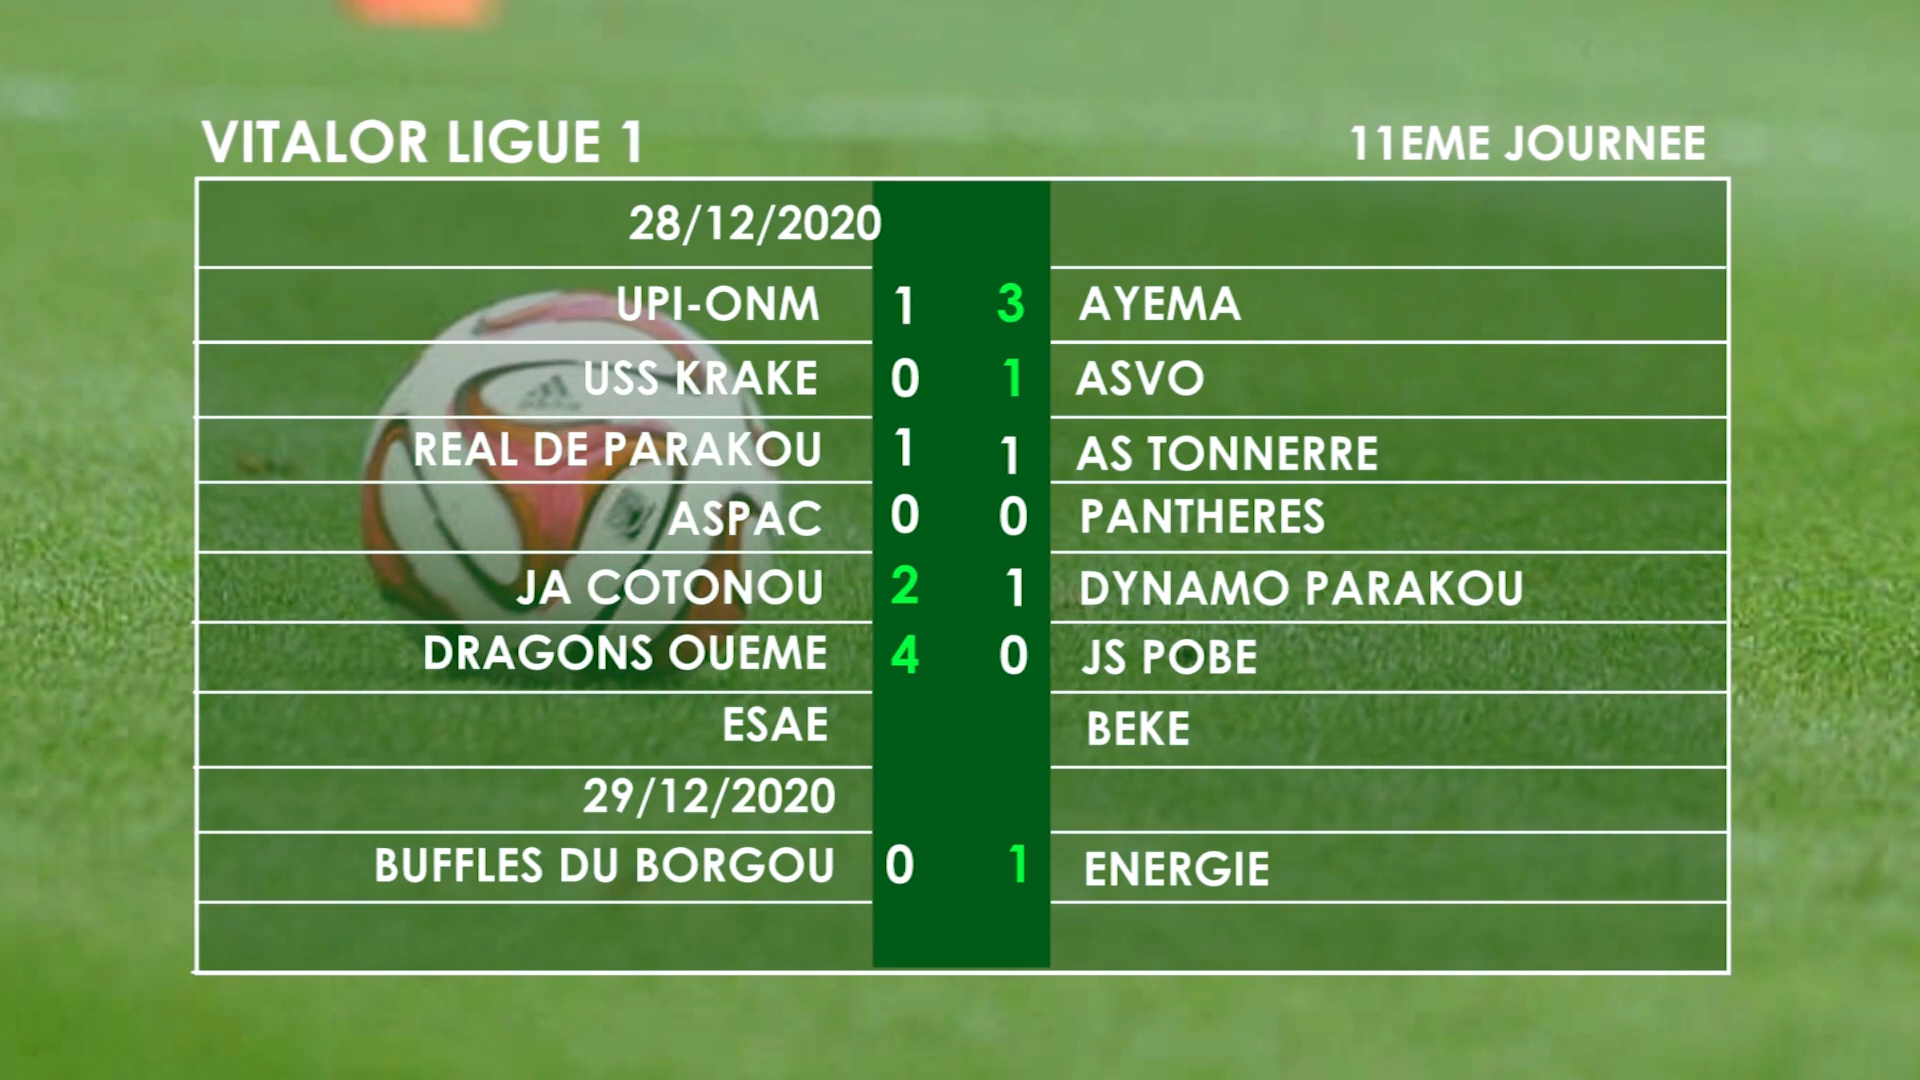 VITALOR LIGUE 1 11EME JOURNEE
28/12/2020
UPI-ONM 1 3 AYEMA
USS KRAKE 0 1 ASVO
REAL DE PARAKOU 1 1 AS TONNERRE
ASPAC 0 0 PANTHERES
JA COTONOU 2 1 DYNAMO PARAKOU
DRAGONS OUEME 4 0 JS POBE
ESAE BEKE
29/12/2020
BUFFLES DU BORGOU 0 1 ENERGIE